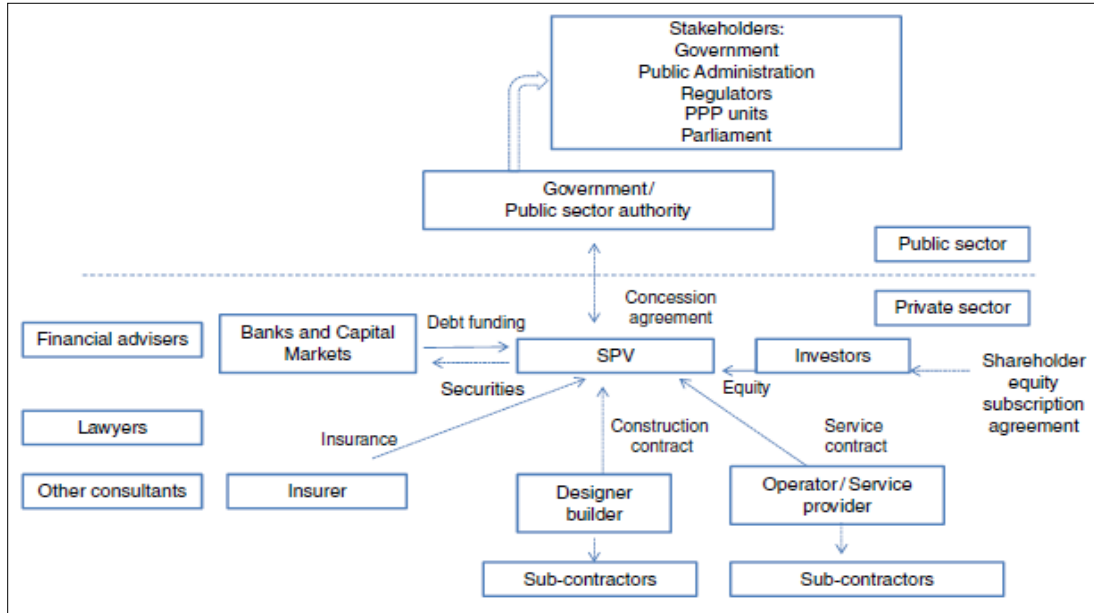 Stakeholders:
Government
Public Administration
Regulators
PPP units
Parliament
Government/
Public sector authority
Public sector
Private sector
Concession
agreement
Financial advisers
Banks and Capital
Markets
Debt funding
SPV
Investors
Securities
Equity
Shareholder
equity
subscription
agreement
Lawyers
Insurance
Construction
contract
Service
contract
Other consultants
Insurer
Designer
builder
Operator/Service
provider
Sub-contractors
Sub-contractors